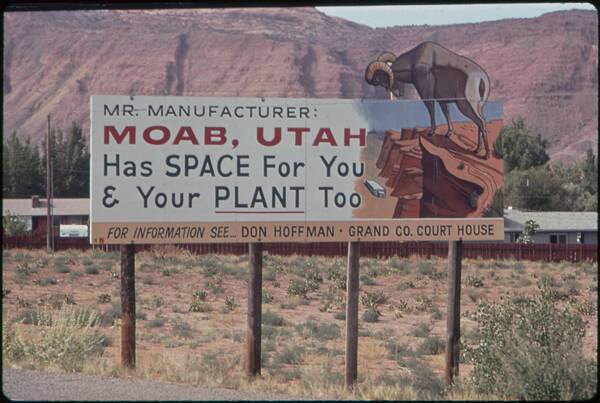 MR. MANUFACTURER:
MOAB, UTAH
Has SPACE For You
& Your PLANT Too
FOR INFORMATION SEE... DON HOFFMAN · GRAND CO. COURT HOUSE